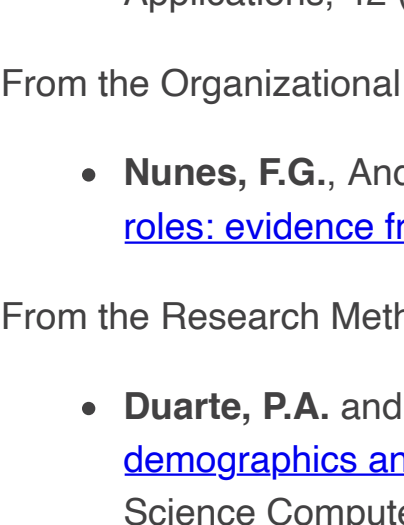 Applications, 42 (
From the Organizational
• Nunes, F.G., And
roles: evidence fr
From the Research Meth
• Duarte, P.A. and
demographics an
Science Compute